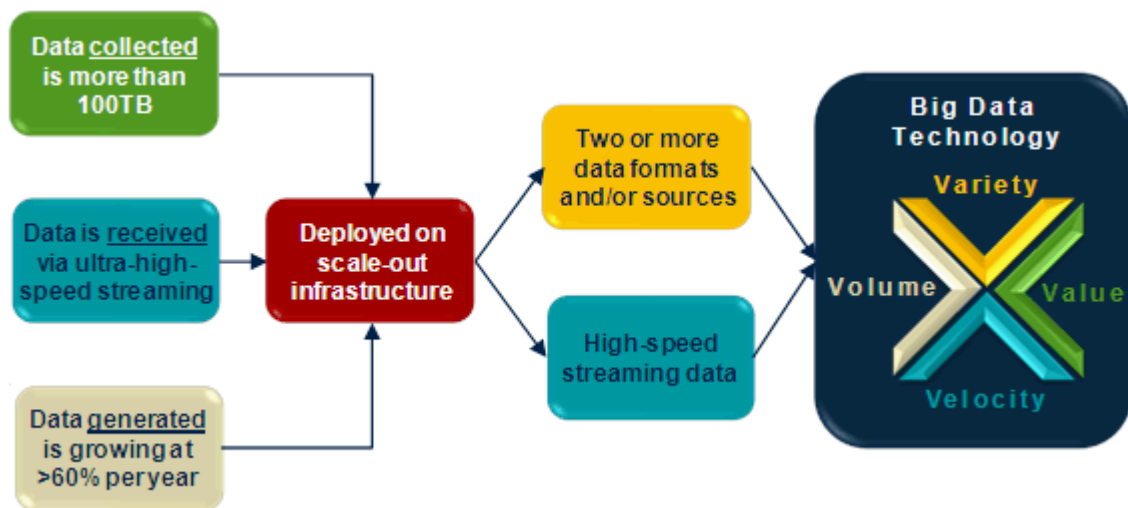 Data collected
is more than
100TB
Data is received
via ultra-high-
speed streaming
Data generated
is growing at
>60% per year
Deployed on
scale-out
infrastructure
Two or more
data formats
and/or sources
High-speed
streaming data
Big Data
Technology
Variety
Volume
Value
Velocity